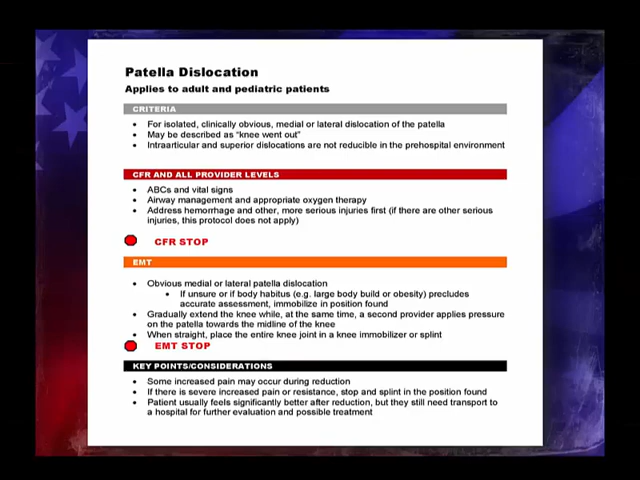 Patella Dislocation
Applies to adult and pediatric patients
CRITERIA
• For isolated, clinically obvious, medial or lateral dislocation of the patella
• May be described as "knee went out"
• Intraarticular and superior dislocations are not reducible in the prehospital environment
CFR AND ALL PROVIDER LEVELS
• ABCs and vital signs
• Airway management and appropriate oxygen therapy
• Address hemorrhage and other, more serious injuries first (if there are other serious
injuries, this protocol does not apply)
CFR STOP
EMT
• Obvious medial or lateral patella dislocation
• If unsure or if body habitus (e.g. large body build or obesity) precludes
accurate assessment, immobilize in position found
• Gradually extend the knee while, at the same time, a second provider applies pressure
on the patella towards the midline of the knee
• When straight, place the entire knee joint in a knee immobilizer or splint
EMT STOP
KEY POINTS/CONSIDERATIONS
• Some increased pain may occur during reduction
• If there is severe increased pain or resistance, stop and splint in the position found
• Patient usually feels significantly better after reduction, but they still need transport to
a hospital for further evaluation and possible treatment